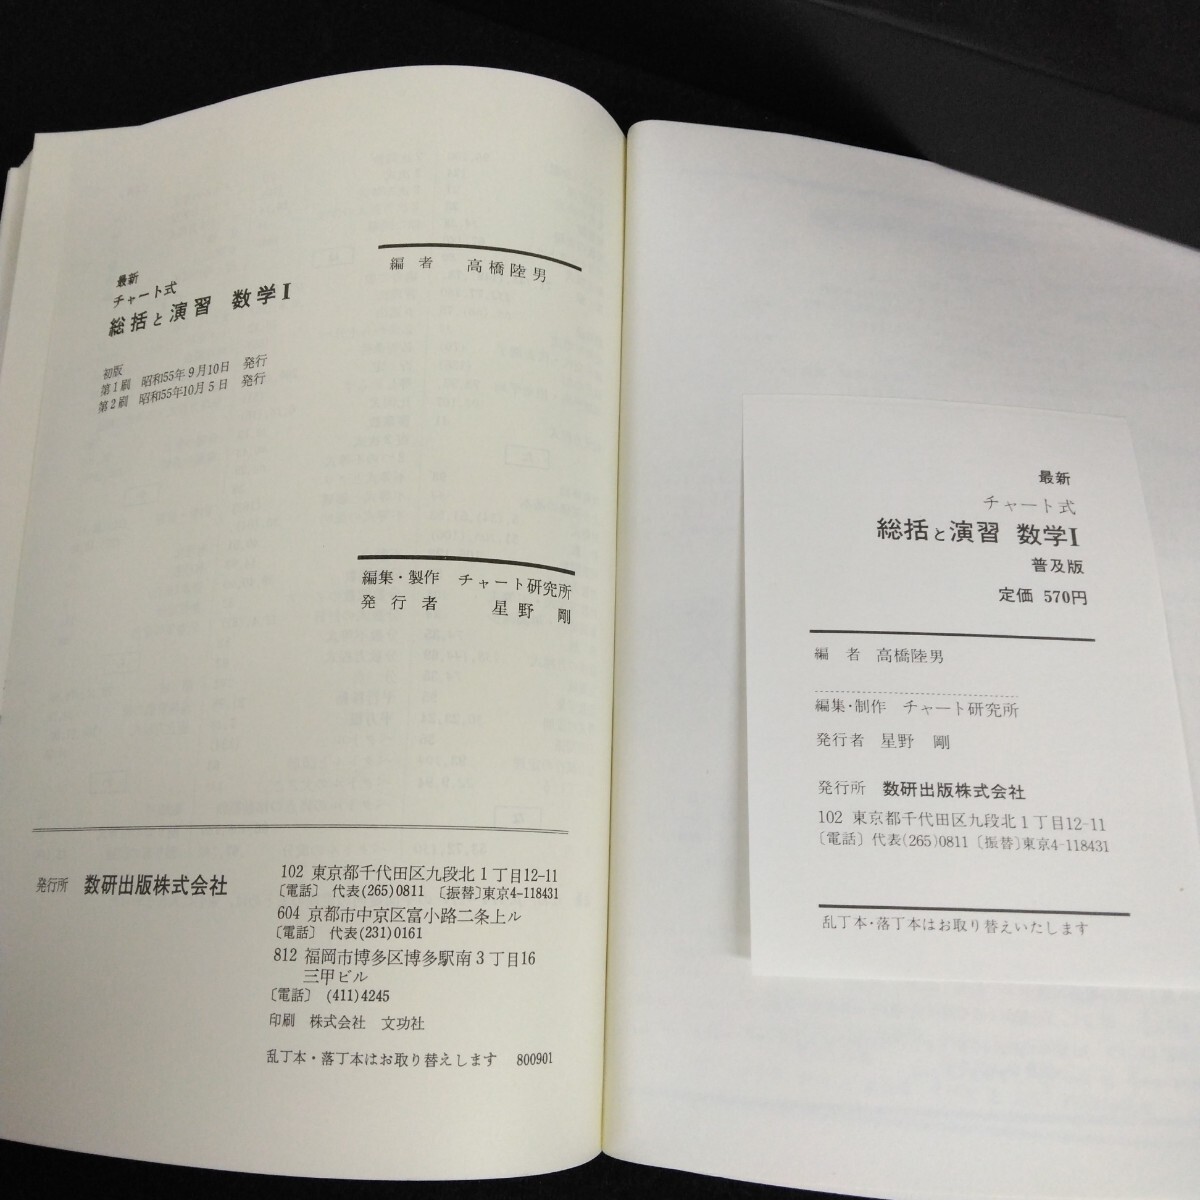 最新
チャート式
総括と演習 数学I
初版
第1刷 昭和55年9月10日 発行
第2刷 昭和55年10月5日 発行
編者 高橋陸男
編集・製作 チャート研究所
発行者 星野 剛
発行所 数研出版株式会社
102 東京都千代田区九段北1丁目12-11
〔電話〕 代表(265)0811 〔振替〕東京4-118431
604 京都市中京区富小路二条上ル
〔電話〕 代表(231)0161
812 福岡市博多区博多駅南3丁目16
三甲ビル
〔電話〕 (411)4245
印刷 株式会社 文功社
乱丁本・落丁本はお取り替えします 800901
最新
チャート式
総括と演習 数学I
普及版
定価 570円
編者 高橋陸男
編集・制作 チャート研究所
発行者 星野 剛
発行所 数研出版株式会社
102 東京都千代田区九段北1丁目12-11
〔電話〕代表(265)0811 〔振替〕東京4-118431
乱丁本・落丁本はお取り替えいたします